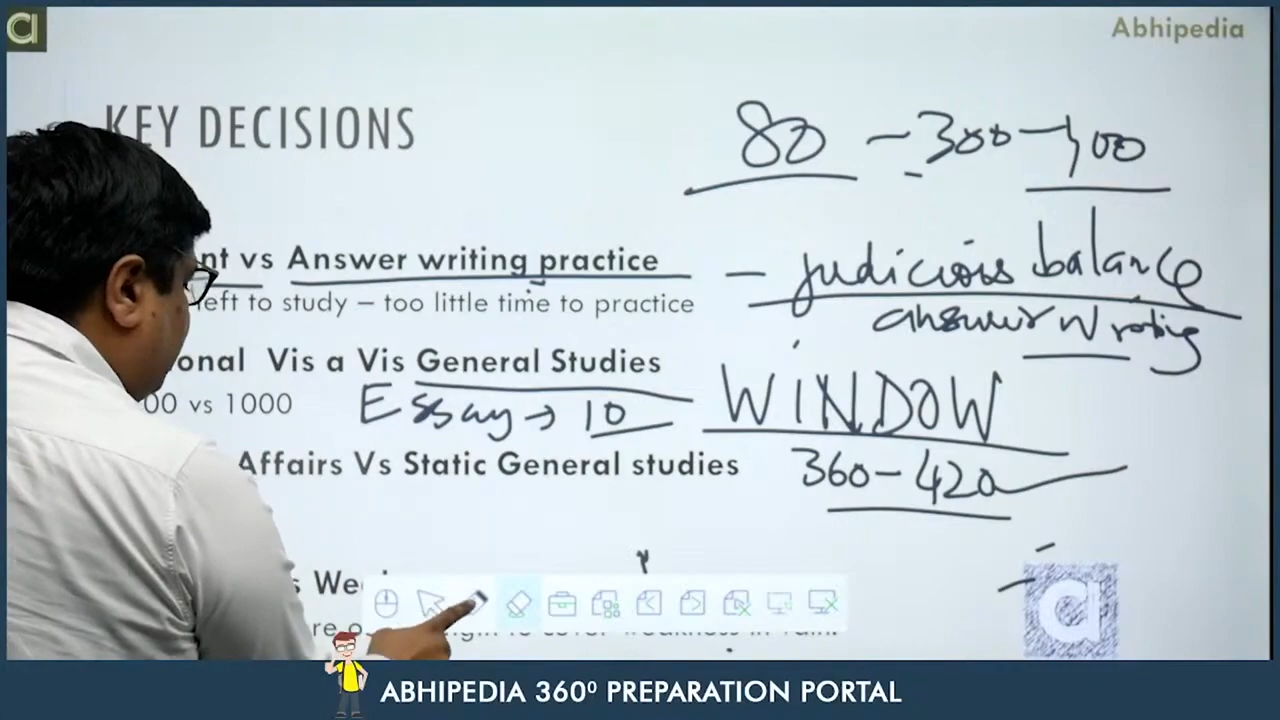 a
Abhipedia
KEY DECISIONS
80 - 300 - 400
nt vs Answer writing practice
- judicious balance
left to study – too little time to practice
answer writing
onal Vis a Vis General Studies
WINDOW
00 vs 1000
Essay → 10
Affairs Vs Static General studies
360 - 420
s We
a
ABHIPEDIA 360⁰ PREPARATION PORTAL